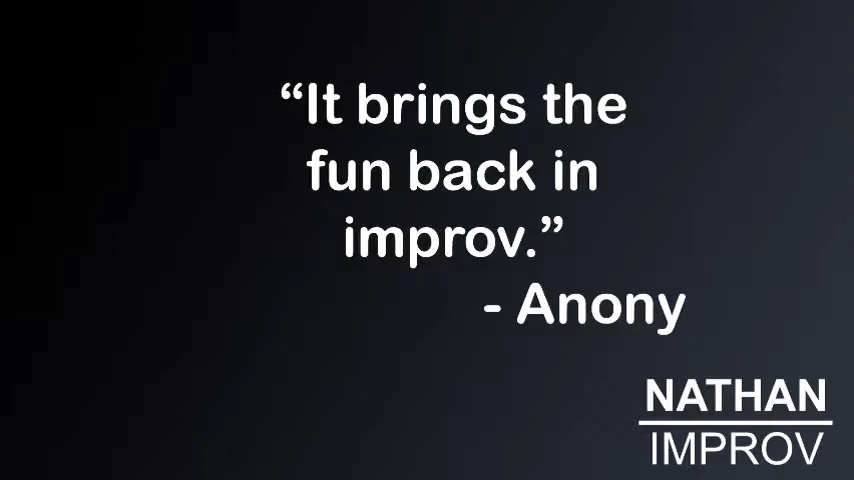 “It brings the
fun back in
improv.”
- Anony
NATHAN
IMPROV